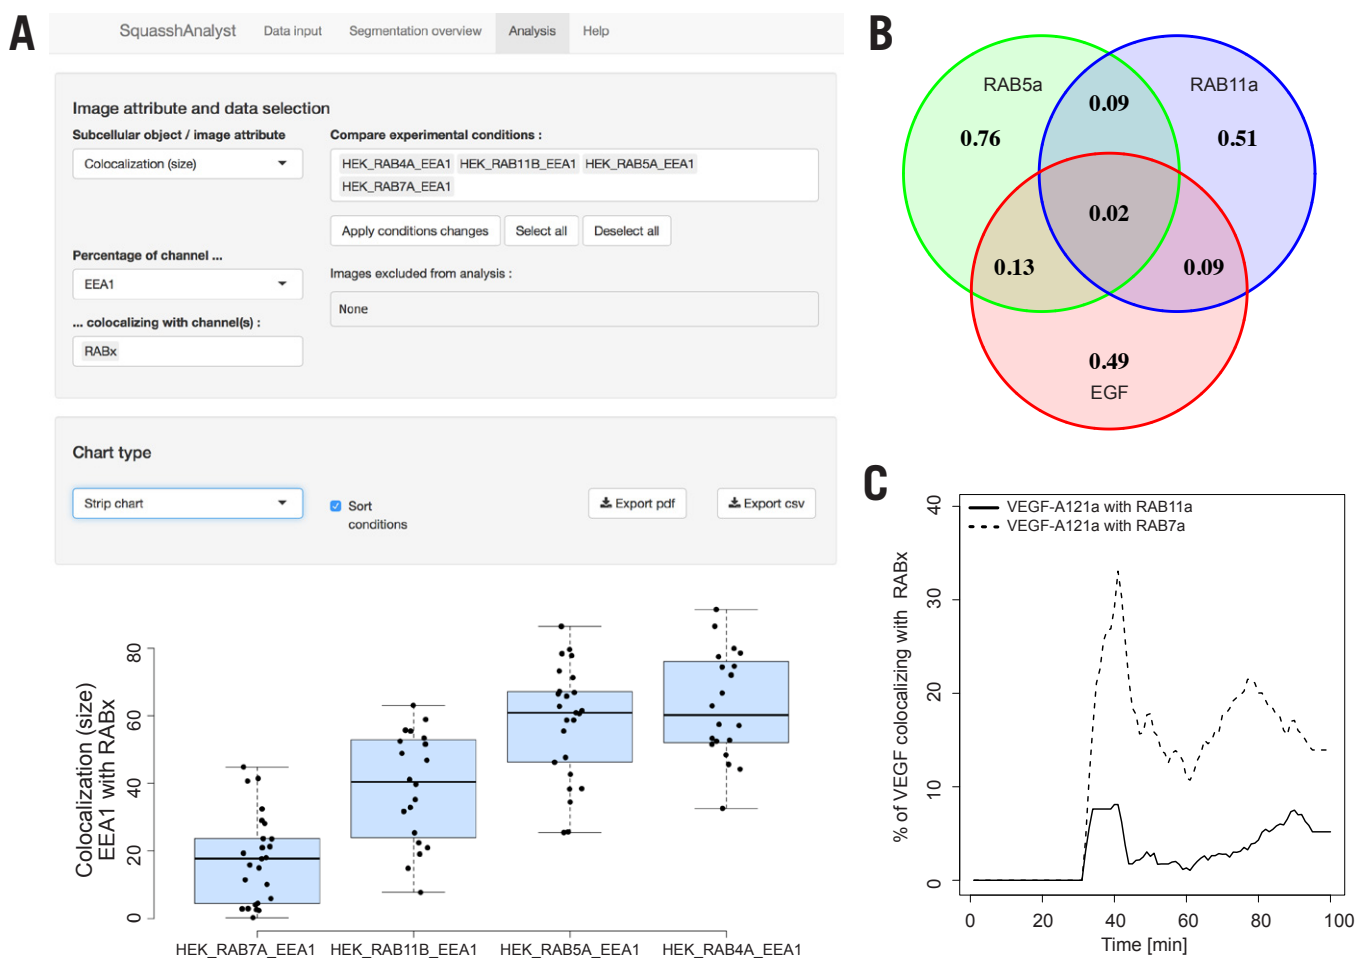 A
SquasshAnalyst Data input Segmentation overview Analysis Help
Image attribute and data selection
Subcellular object / image attribute
Colocalization (size)
Compare experimental conditions :
HEK_RAB4A_EEA1 HEK_RAB11B_EEA1 HEK_RAB5A_EEA1
HEK_RAB7A_EEA1
Apply conditions changes Select all Deselect all
Percentage of channel ...
EEA1
Images excluded from analysis :
None
... colocalizing with channel(s) :
RABx
Chart type
Strip chart
Sort
conditions
Export pdf Export csv
Colocalization (size)
EEA1 with RABx
80
60
40
20
0
HEK_RAB7A_EEA1 HEK_RAB11B_EEA1 HEK_RAB5A_EEA1 HEK_RAB4A_EEA1
B
RAB5a
RAB11a
0.09
0.76
0.51
0.02
0.13
0.09
0.49
EGF
C
VEGF-A121a with RAB11a
VEGF-A121a with RAB7a
% of VEGF colocalizing with RABx
40
30
20
10
0
0 20 40 60 80 100
Time [min]